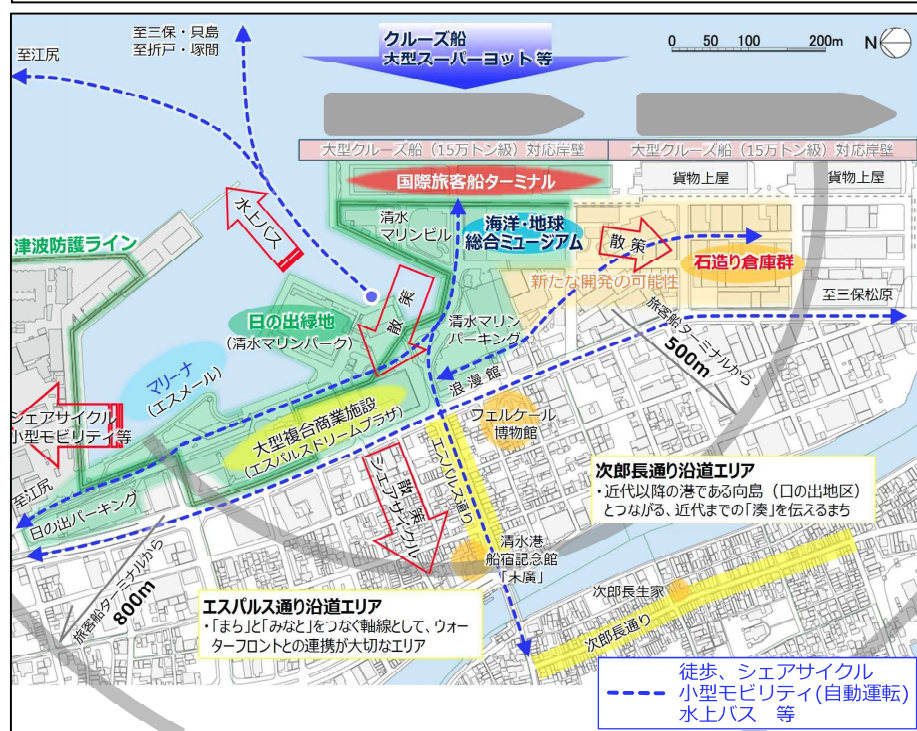 至三保・貝島
至折戸・塚間
至江尻
クルーズ船
大型スーパーヨット等
0 50 100 200m
N
大型クルーズ船（15万トン級）対応岸壁
大型クルーズ船（15万トン級）対応岸壁
国際旅客船ターミナル
貨物上屋
貨物上屋
水上バス
清水
マリンビル
海洋・地球
総合ミュージアム
散策
石造り倉庫群
津波防護ライン
新たな開発の可能性
至三保松原
日の出緑地
(清水マリンパーク)
散策
清水マリン
パーキング
旅客船ターミナルから
500m
マリーナ
(エスメール)
浪漫館
シェアサイクル
小型モビリティ等
大型複合商業施設
(エスパルスドリームプラザ)
フェルケール
博物館
エスパルス通り
至江尻
日の出パーキング
散策
シェアサイクル
次郎長通り沿道エリア
・近代以降の港である向島（日の出地区）
とつながる、近代までの「湊」を伝えるまち
旅客船ターミナルから
800m
清水港
船宿記念館
「末廣」
次郎長生家
次郎長通り
エスパルス通り沿道エリア
・「まち」と「みなと」をつなぐ軸線として、ウォー
ターフロントとの連携が大切なエリア
徒歩、シェアサイクル
小型モビリティ(自動運転)
水上バス 等